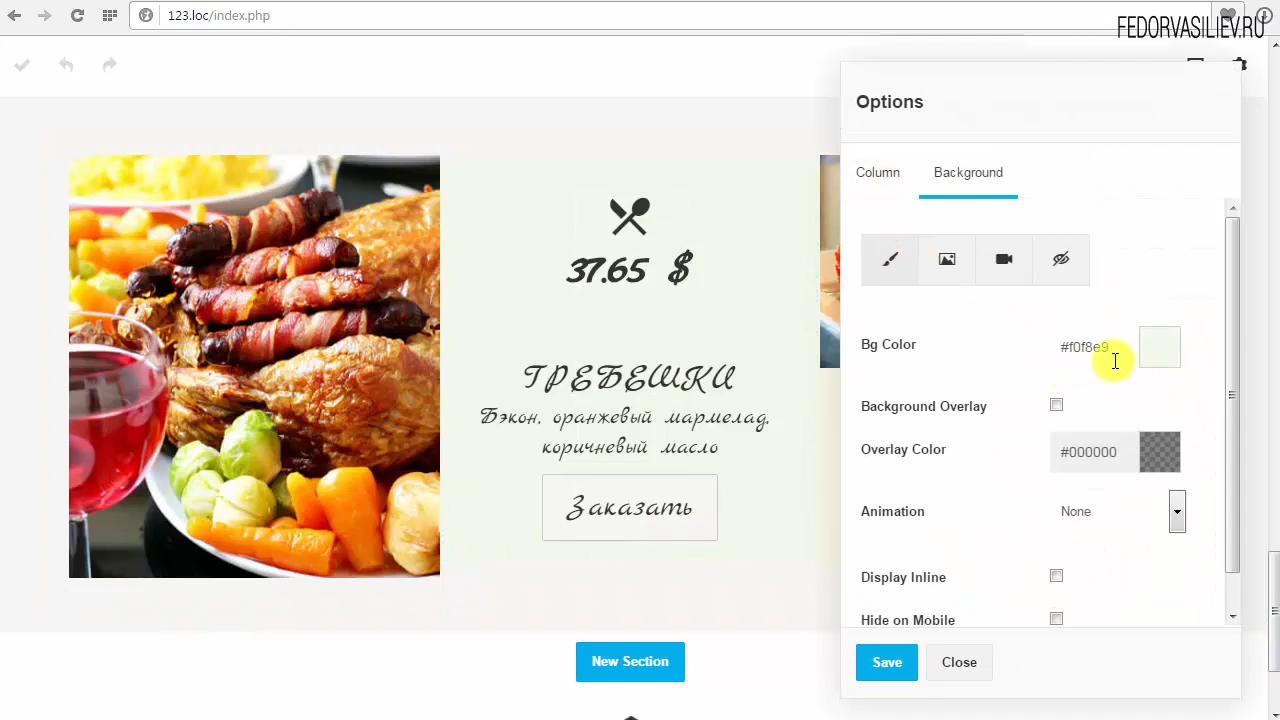 123.loc/index.php
FEDORVASILIEV.RU
Options
Column
Background
37.65 $
ГРЕБЕШКИ
Бэкон, оранжевый мармелад,
коричневый масло
Заказать
Bg Color
#f0f8e9
Background Overlay
Overlay Color
#000000
Animation
None
Display Inline
Hide on Mobile
Save
Close
New Section